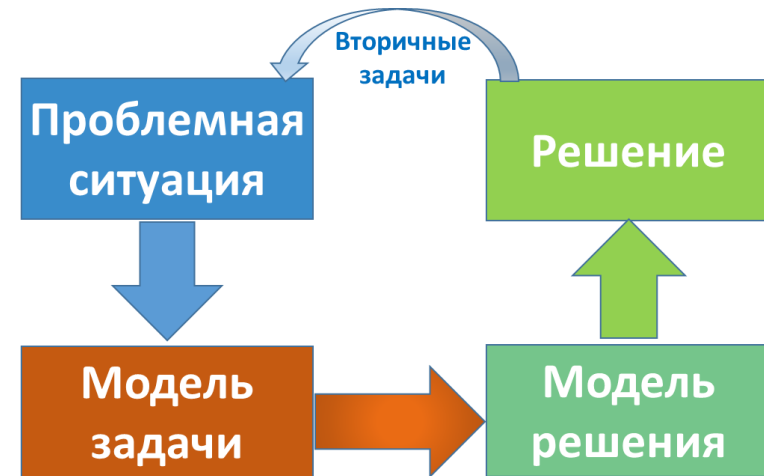 Вторичные
задачи
Проблемная
ситуация
Решение
Модель
задачи
Модель
решения